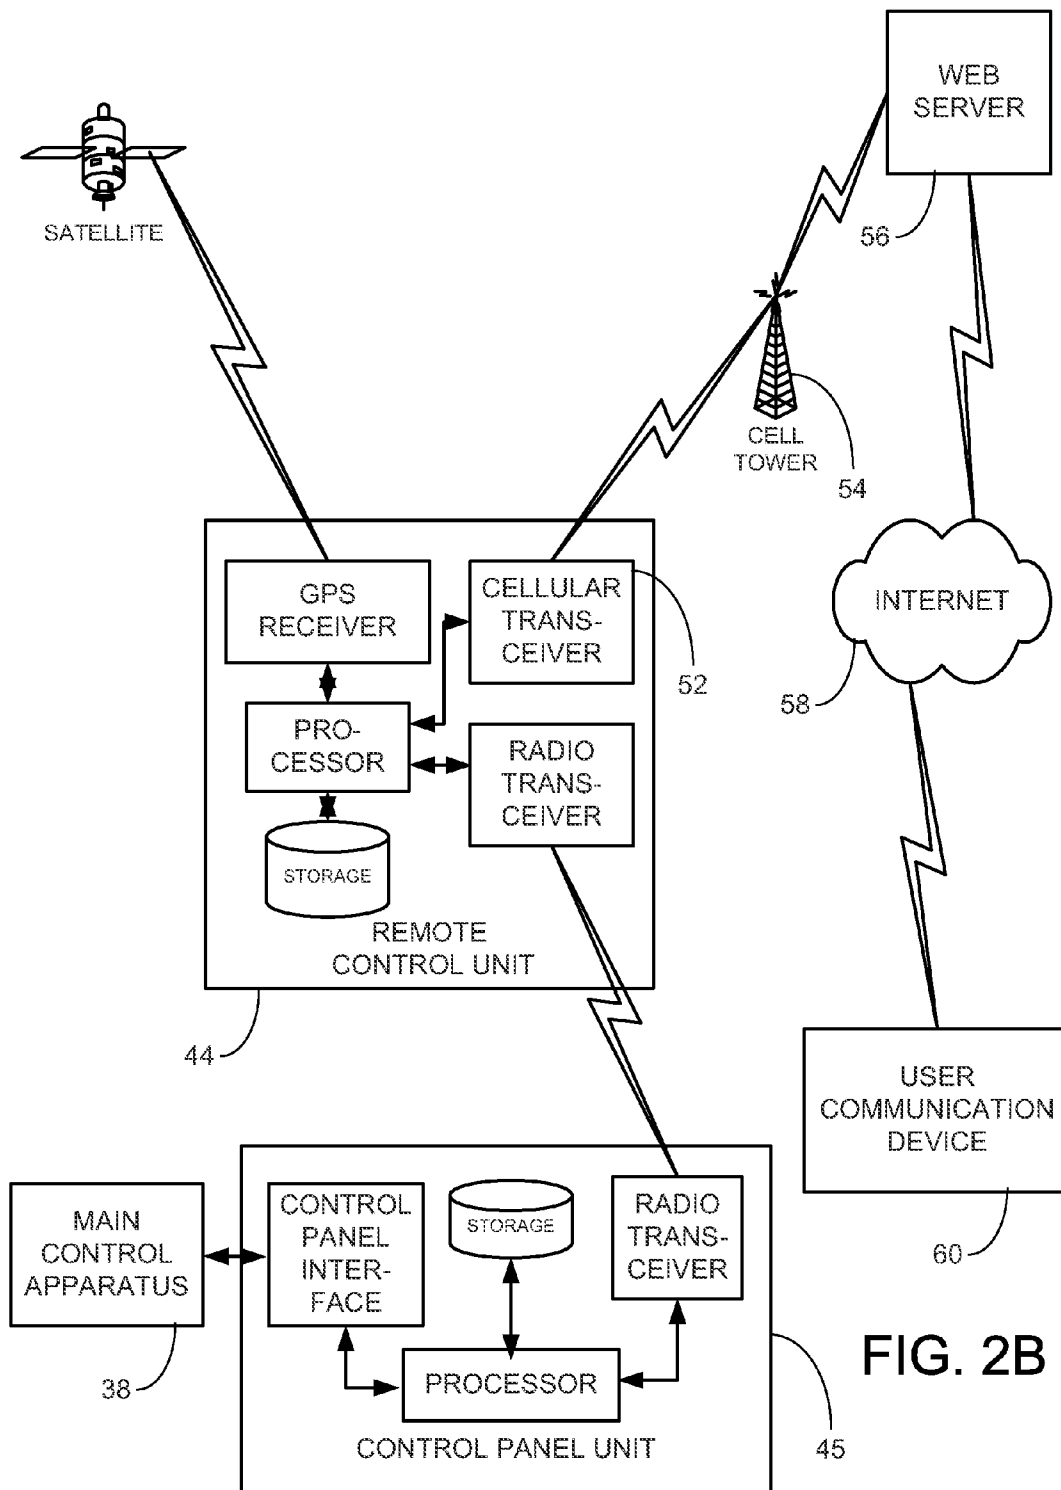 WEB
SERVER
56
SATELLITE
CELL
TOWER
54
GPS
RECEIVER
CELLULAR
TRANS-
CEIVER
52
INTERNET
58
PRO-
CESSOR
RADIO
TRANS-
CEIVER
STORAGE
REMOTE
CONTROL UNIT
44
USER
COMMUNICATION
DEVICE
60
MAIN
CONTROL
APPARATUS
38
CONTROL
PANEL
INTER-
FACE
STORAGE
RADIO
TRANS-
CEIVER
PROCESSOR
CONTROL PANEL UNIT
45
FIG. 2B